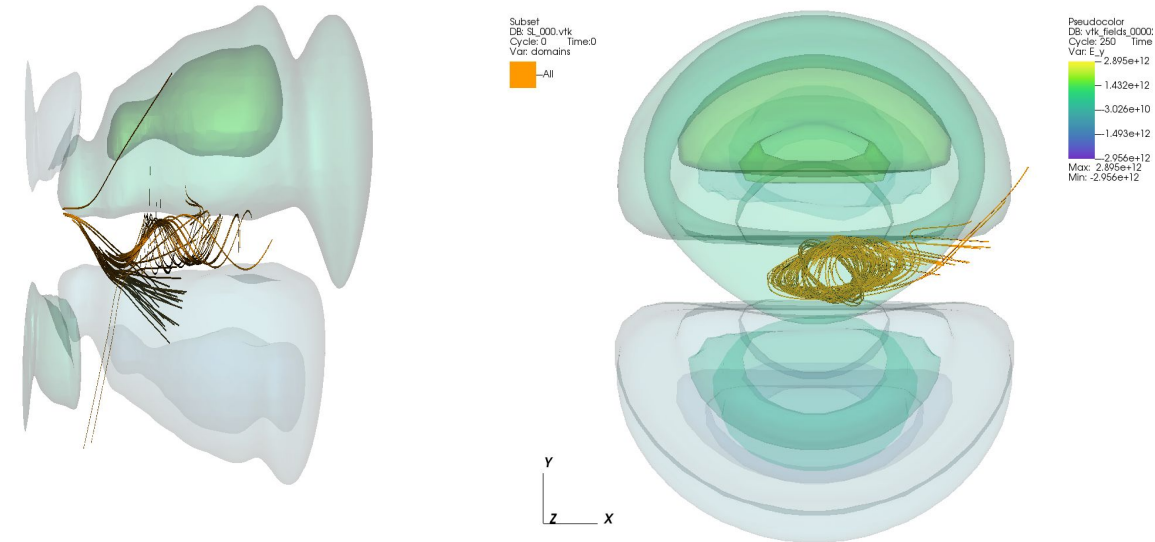 Subset
DB: SL_000.vtk
Cycle: 0 Time:0
Var: domains
All
Pseudocolor
DB: vtk_fields_0000:
Cycle: 250 Time
Var: E_y
2.895e+12
1.432e+12
-3.026e+10
-1.493e+12
-2.956e+12
Max: 2.895e+12
Min: -2.956e+12
Y
Z X